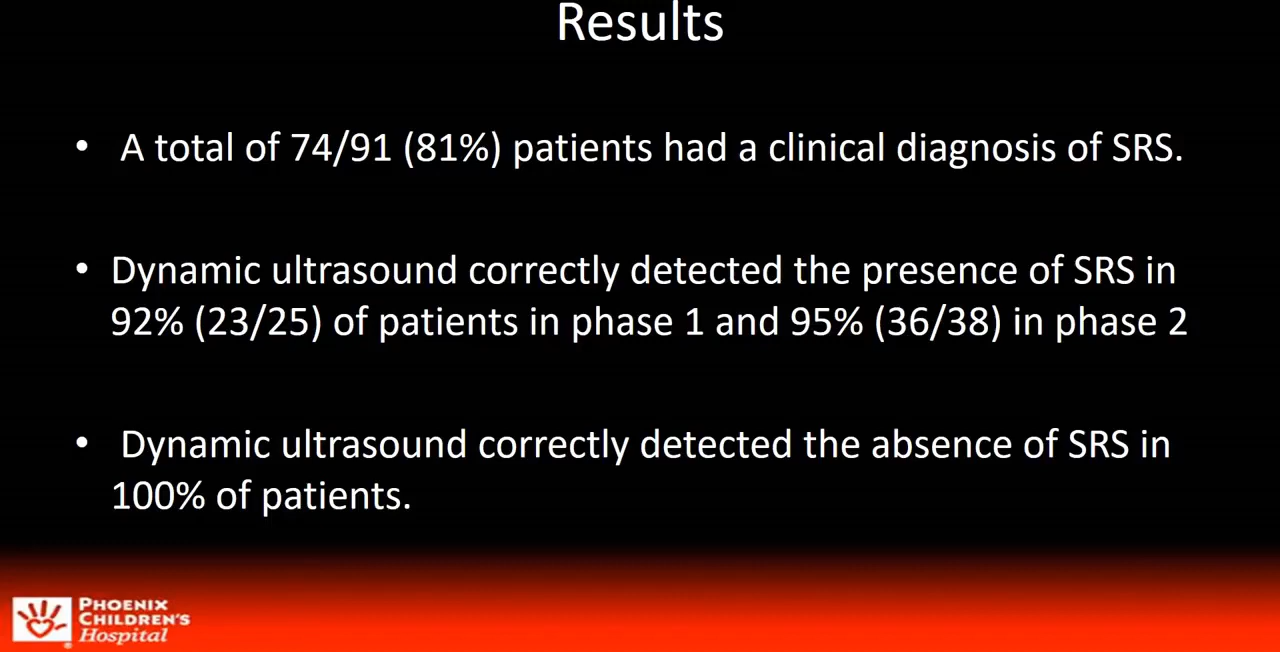 Results
• A total of 74/91 (81%) patients had a clinical diagnosis of SRS.
• Dynamic ultrasound correctly detected the presence of SRS in
92% (23/25) of patients in phase 1 and 95% (36/38) in phase 2
• Dynamic ultrasound correctly detected the absence of SRS in
100% of patients.
PHOENIX
CHILDREN'S
Hospital